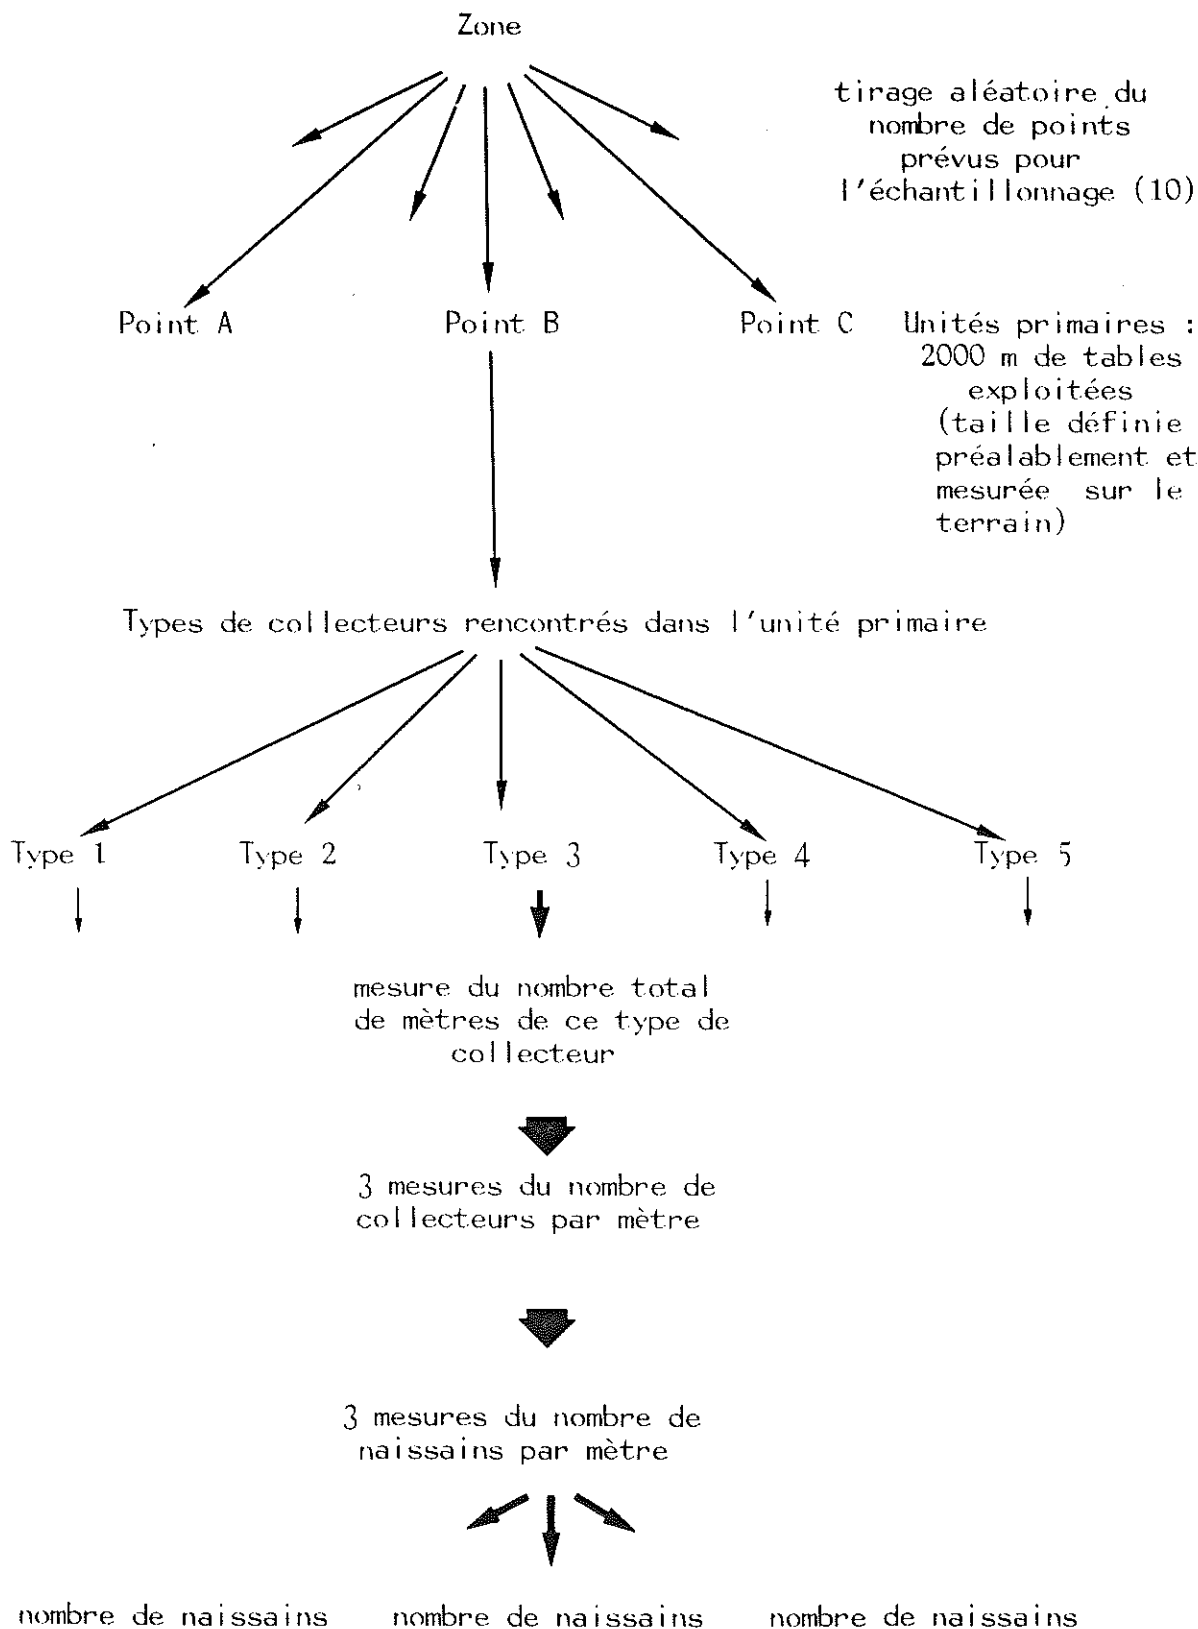 Zone
tirage aléatoire du
nombre de points
prévus pour
l'échantillonnage (10)
Point A
Point B
Point C
Unités primaires :
2000 m de tables
exploitées
(taille définie
préalablement et
mesurée sur le
terrain)
Types de collecteurs rencontrés dans l'unité primaire
Type 1
Type 2
Type 3
Type 4
Type 5
mesure du nombre total
de mètres de ce type de
collecteur
3 mesures du nombre de
collecteurs par mètre
3 mesures du nombre de
naissains par mètre
nombre de naissains
nombre de naissains
nombre de naissains